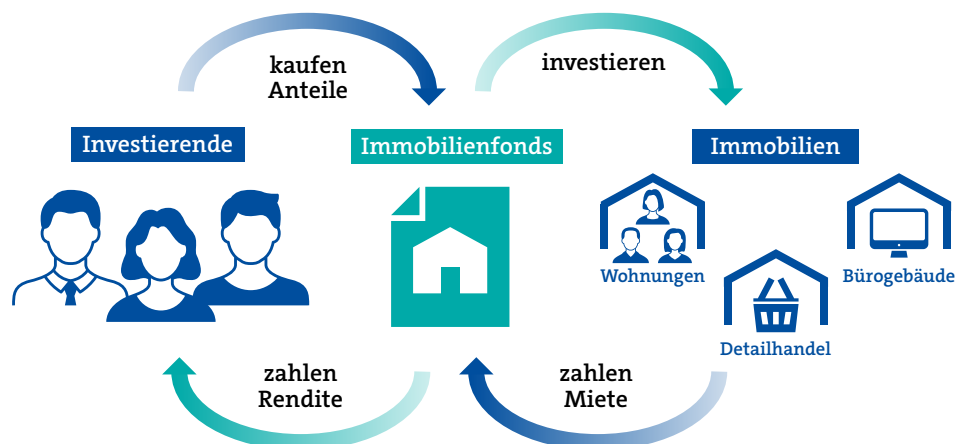 kaufen
Anteile
investieren
Investierende
Immobilienfonds
Immobilien
Wohnungen
Bürogebäude
Detailhandel
zahlen
Rendite
zahlen
Miete